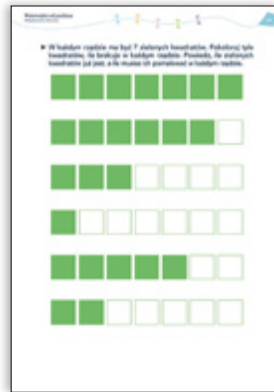 W każdym rzędzie ma być 7 zielonych kwadratów. Pokoloruj tyle
kwadratów, ile brakuje w każdym rzędzie. Powiedz, ile zielonych
kwadratów już jest, a ile musisz ich pomalować w każdym rzędzie.